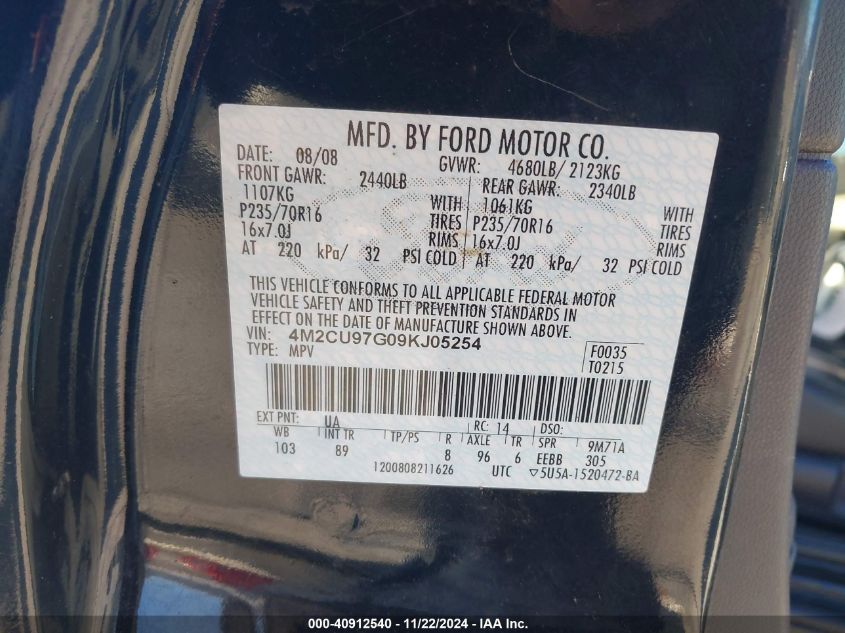 MFD. BY FORD MOTOR CO.
DATE: 08/08 GVWR: 4680LB/ 2123KG
FRONT GAWR: 2440LB REAR GAWR: 2340LB
1107KG WITH 1061KG WITH
P235/70R16 TIRES P235/70R16 TIRES
16x7.0J RIMS 16x7.0J RIMS
AT 220 kPa/ 32 PSI COLD AT 220 kPa/ 32 PSI COLD
THIS VEHICLE CONFORMS TO ALL APPLICABLE FEDERAL MOTOR
VEHICLE SAFETY AND THEFT PREVENTION STANDARDS IN
EFFECT ON THE DATE OF MANUFACTURE SHOWN ABOVE.
VIN: 4M2CU97G09KJ05254 F0035
TYPE: MPV T0215
EXT PNT: UA RC: 14 DSO:
WB INT TR TP/PS R AXLE TR SPR 9M71A
103 89 8 96 6 EEBB 305
1200808211626 UTC ▽5U5A-1520472-BA
000-40912540 - 11/22/2024 - IAA Inc.